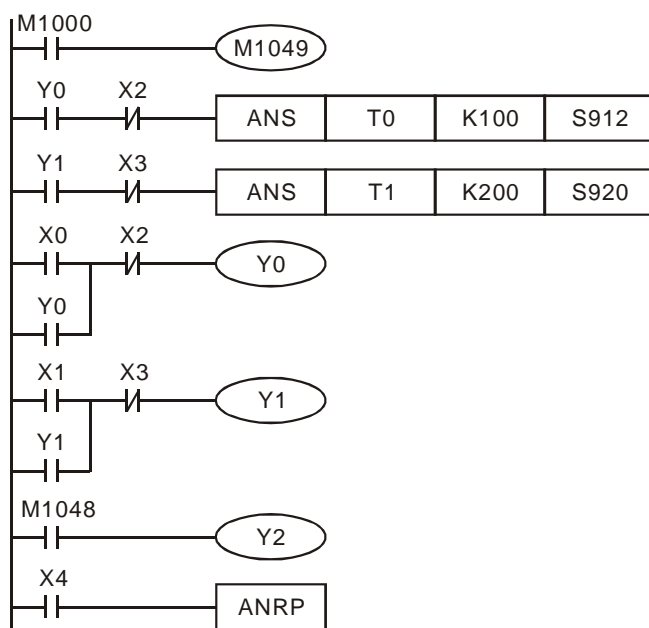 M1000
M1049
Y0 X2
ANS T0 K100 S912
Y1 X3
ANS T1 K200 S920
X0 X2
Y0
Y0
X1 X3
Y1
Y1
M1048
Y2
X4
ANRP